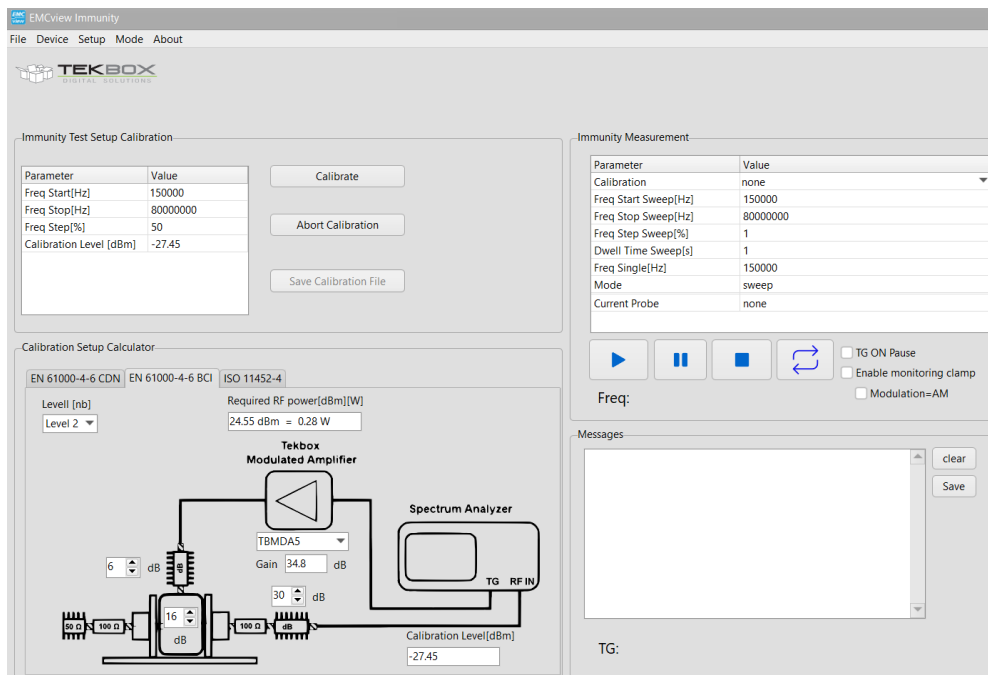 EMC
EMCview Immunity
File Device Setup Mode About
TEKBOX
DIGITAL SOLUTIONS
Immunity Test Setup Calibration
Parameter Value
Freq Start[Hz] 150000
Freq Stop[Hz] 80000000
Freq Step[%] 50
Calibration Level [dBm] -27.45
Calibrate
Abort Calibration
Save Calibration File
Calibration Setup Calculator
EN 61000-4-6 CDN EN 61000-4-6 BCI ISO 11452-4
Levell [nb]
Level 2
Required RF power[dBm][W]
24.55 dBm = 0.28 W
Tekbox
Modulated Amplifier
TBMDA5
Gain 34.8 dB
Spectrum Analyzer
TG RF IN
6 dB
dB
30 dB
16
dB
50 Ω
100 Ω
100 Ω
dB
Calibration Level[dBm]
-27.45
Immunity Measurement
Parameter Value
Calibration none
Freq Start Sweep[Hz] 150000
Freq Stop Sweep[Hz] 80000000
Freq Step Sweep[%] 1
Dwell Time Sweep[s] 1
Freq Single[Hz] 150000
Mode sweep
Current Probe none
TG ON Pause
Enable monitoring clamp
Modulation=AM
Freq:
Messages
clear
Save
TG: